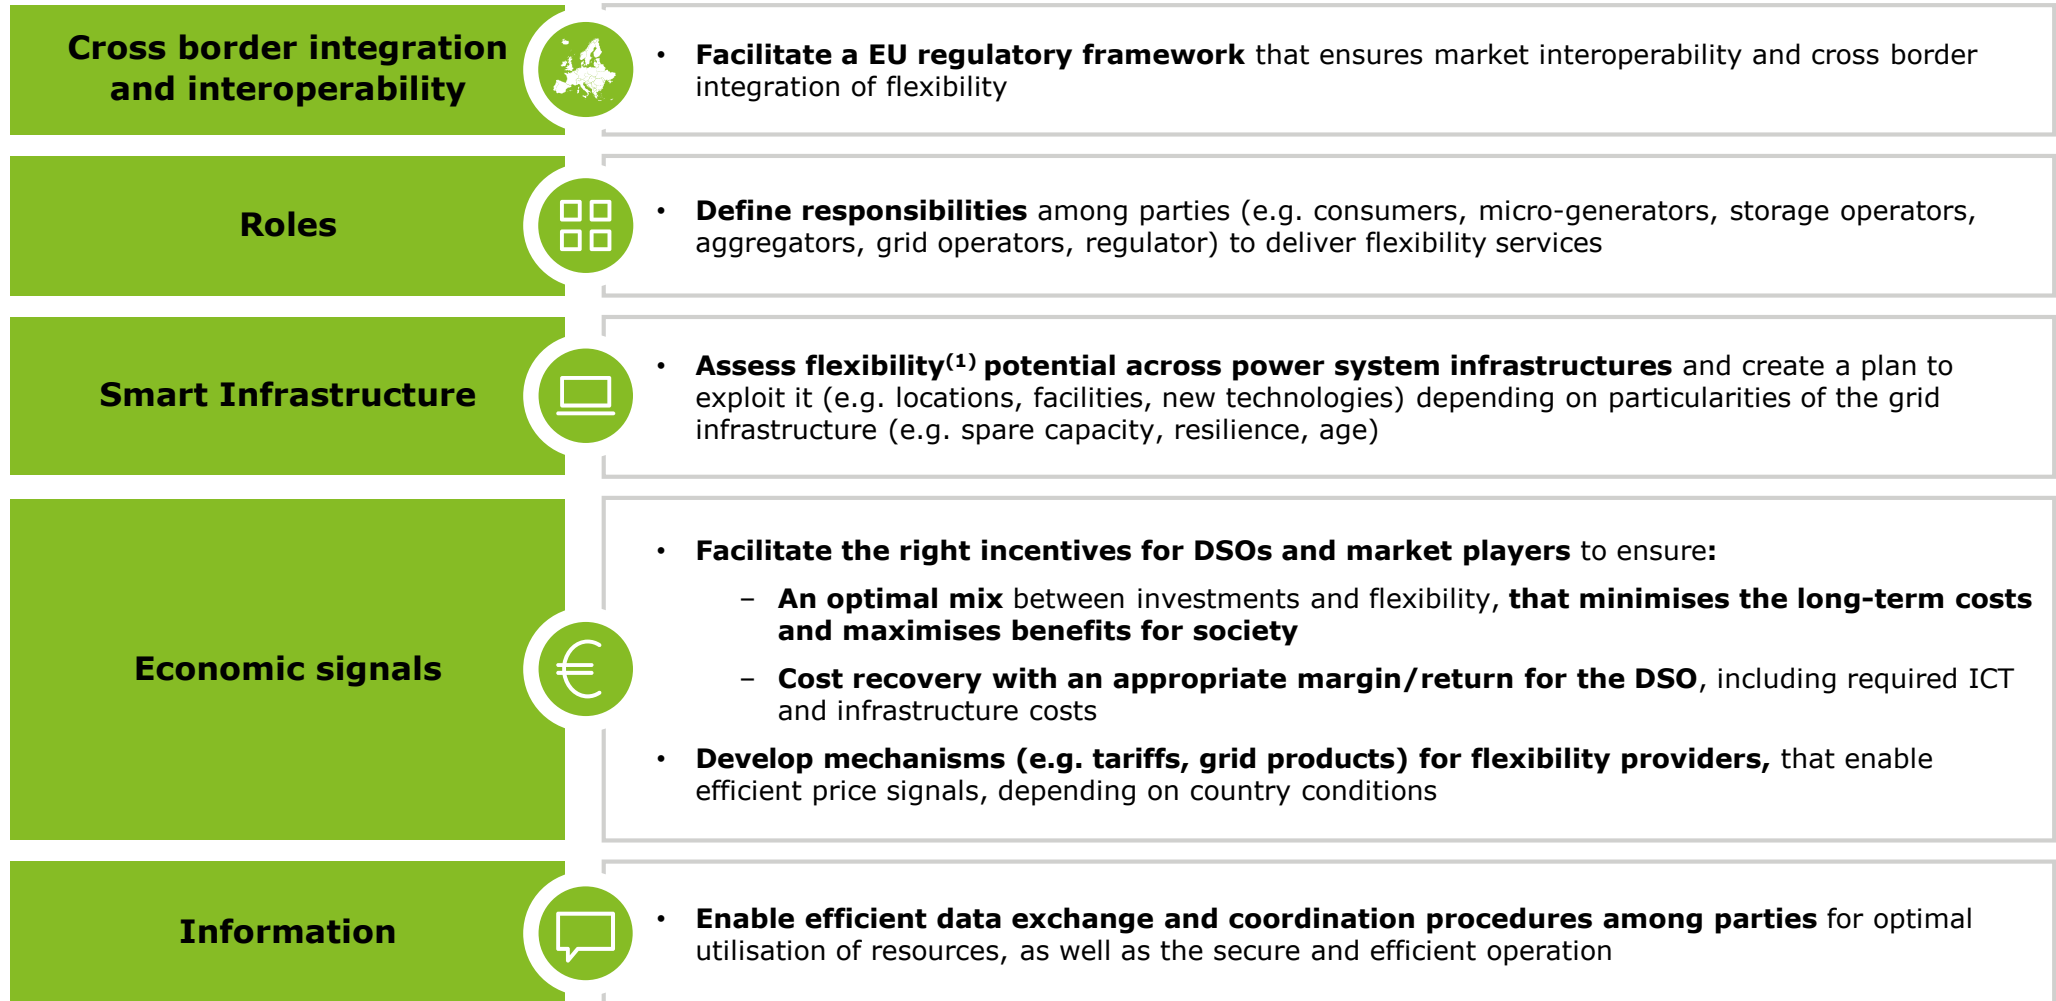 Cross border integration
and interoperability
• Facilitate a EU regulatory framework that ensures market interoperability and cross border
integration of flexibility
Roles
• Define responsibilities among parties (e.g. consumers, micro-generators, storage operators,
aggregators, grid operators, regulator) to deliver flexibility services
Smart Infrastructure
• Assess flexibility(1) potential across power system infrastructures and create a plan to
exploit it (e.g. locations, facilities, new technologies) depending on particularities of the grid
infrastructure (e.g. spare capacity, resilience, age)
Economic signals
€
• Facilitate the right incentives for DSOs and market players to ensure:
– An optimal mix between investments and flexibility, that minimises the long-term costs
and maximises benefits for society
– Cost recovery with an appropriate margin/return for the DSO, including required ICT
and infrastructure costs
• Develop mechanisms (e.g. tariffs, grid products) for flexibility providers, that enable
efficient price signals, depending on country conditions
Information
• Enable efficient data exchange and coordination procedures among parties for optimal
utilisation of resources, as well as the secure and efficient operation